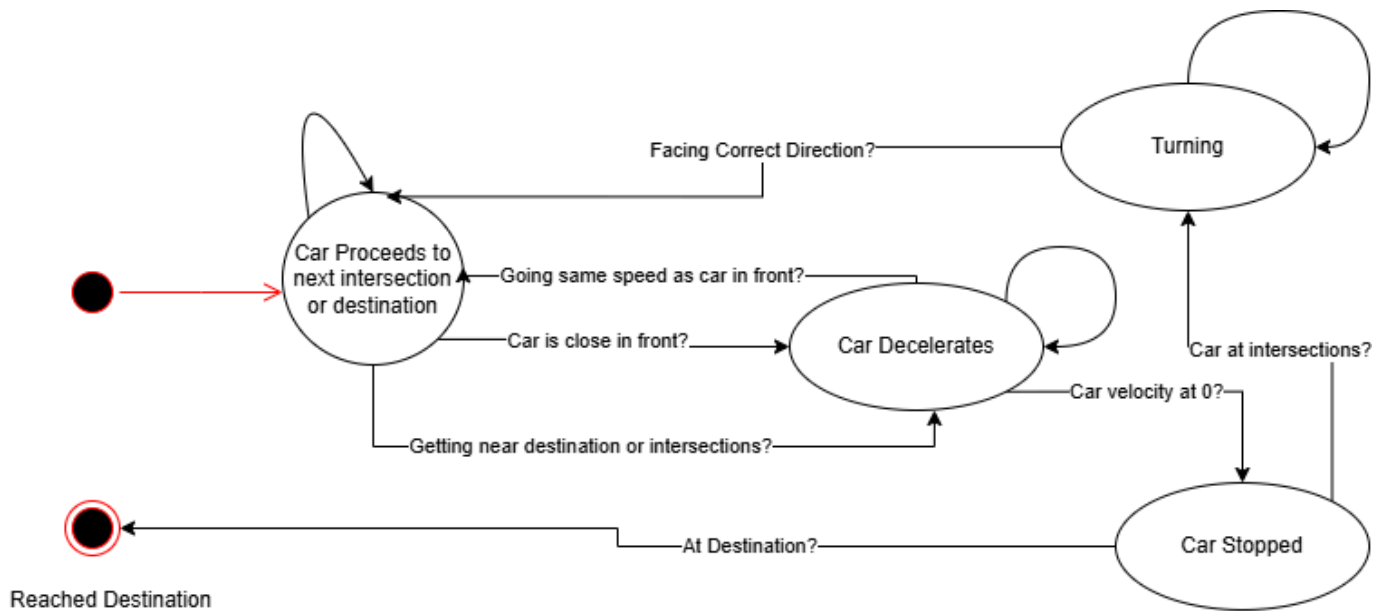 Turning
Facing Correct Direction?
Car Proceeds to
next intersection
or destination
Going same speed as car in front?
Car is close in front?
Car Decelerates
Car at intersections?
Car velocity at 0?
Getting near destination or intersections?
At Destination?
Car Stopped
Reached Destination